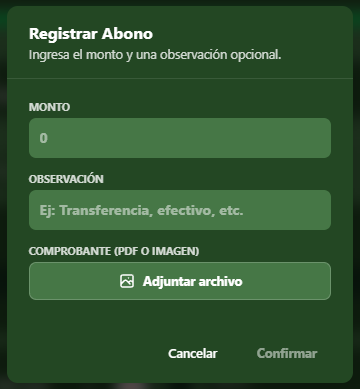 Registrar Abono
Ingresa el monto y una observación opcional.
MONTO
0
OBSERVACIÓN
Ej: Transferencia, efectivo, etc.
COMPROBANTE (PDF O IMAGEN)
Adjuntar archivo
Cancelar Confirmar